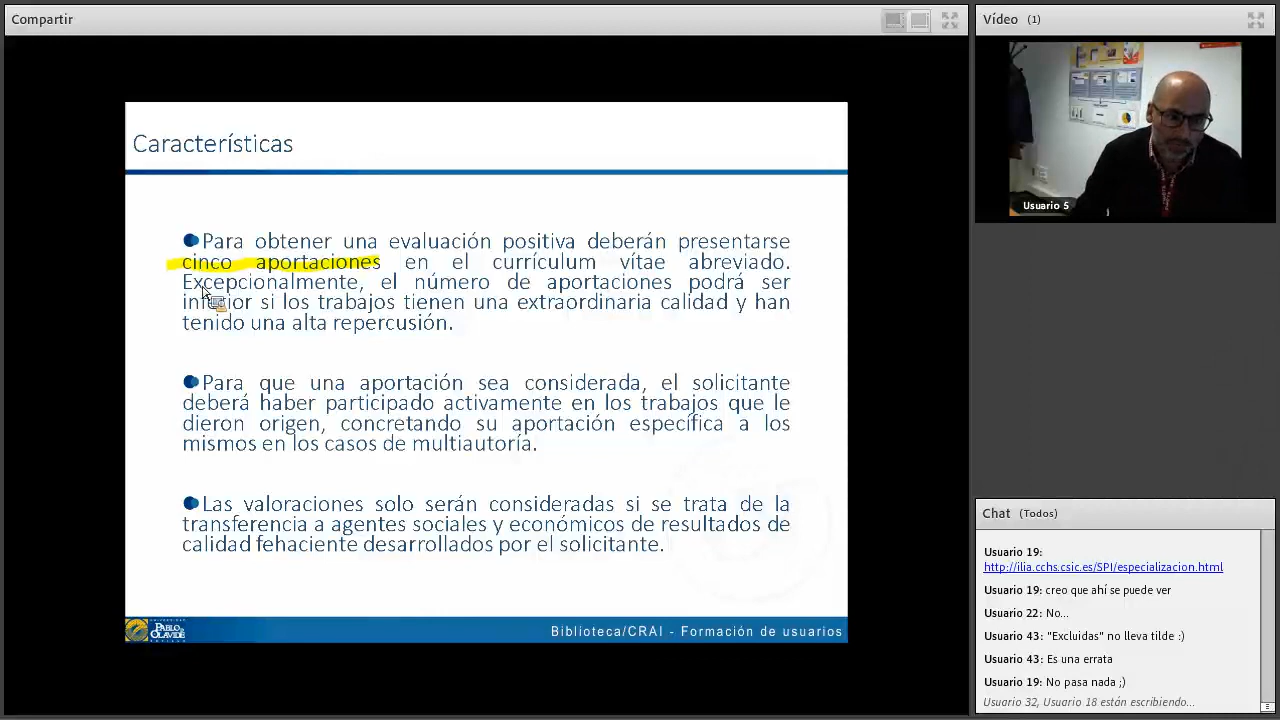 Compartir
Características
Para obtener una evaluación positiva deberán presentarse
cinco aportaciones en el currículum vítae abreviado.
Excepcionalmente, el número de aportaciones podrá ser
inferior si los trabajos tienen una extraordinaria calidad y han
tenido una alta repercusión.
Para que una aportación sea considerada, el solicitante
deberá haber participado activamente en los trabajos que le
dieron origen, concretando su aportación específica a los
mismos en los casos de multiautoría.
Las valoraciones solo serán consideradas si se trata de la
transferencia a agentes sociales y económicos de resultados de
calidad fehaciente desarrollados por el solicitante.
PABLO DE
OLAVIDE
Biblioteca/CRAI - Formación de usuarios
Vídeo (1)
Usuario 5
Chat (Todos)
Usuario 19:
http://ilia.cchs.csic.es/SPI/especializacion.html
Usuario 19: creo que ahí se puede ver
Usuario 22: No...
Usuario 43: "Excluidas" no lleva tilde :)
Usuario 43: Es una errata
Usuario 19: No pasa nada ;)
Usuario 32, Usuario 18 están escribiendo...